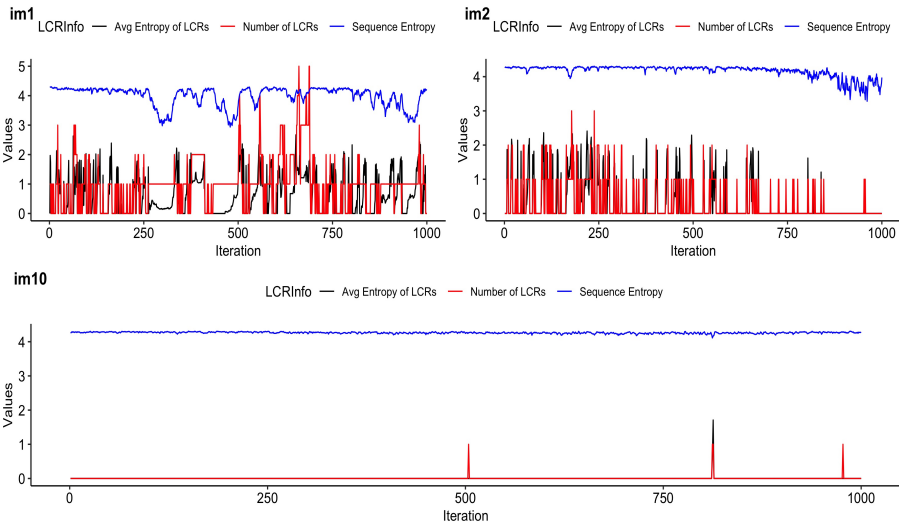 im1
LCRInfo Avg Entropy of LCRs Number of LCRs Sequence Entropy
Values
5
4
3
2
1
0
0 250 500 750 1000
Iteration
im2
LCRInfo Avg Entropy of LCRs Number of LCRs Sequence Entropy
Values
4
3
2
1
0
0 250 500 750 1000
Iteration
im10
LCRInfo Avg Entropy of LCRs Number of LCRs Sequence Entropy
Values
4
3
2
1
0
0 250 500 750 1000
Iteration